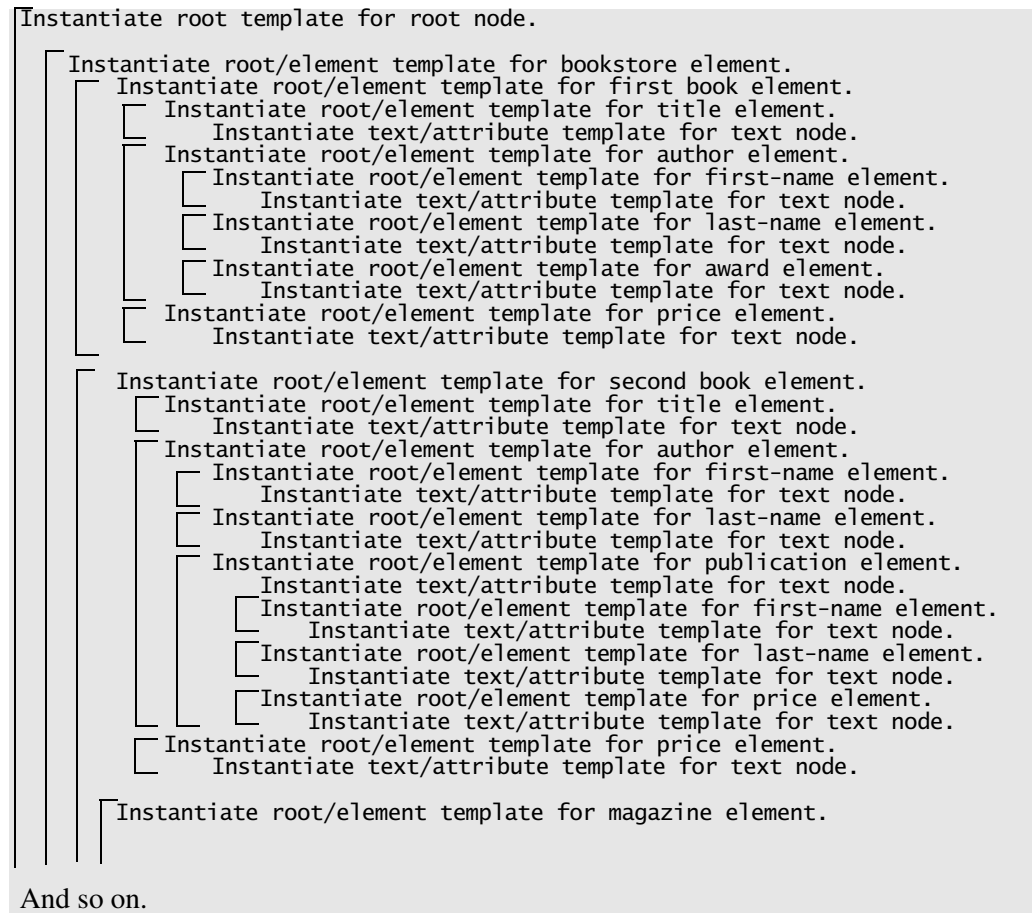 Instantiate root template for root node.
Instantiate root/element template for bookstore element.
Instantiate root/element template for first book element.
Instantiate root/element template for title element.
Instantiate text/attribute template for text node.
Instantiate root/element template for author element.
Instantiate root/element template for first-name element.
Instantiate text/attribute template for text node.
Instantiate root/element template for last-name element.
Instantiate text/attribute template for text node.
Instantiate root/element template for award element.
Instantiate text/attribute template for text node.
Instantiate root/element template for price element.
Instantiate text/attribute template for text node.
Instantiate root/element template for second book element.
Instantiate root/element template for title element.
Instantiate text/attribute template for text node.
Instantiate root/element template for author element.
Instantiate root/element template for first-name element.
Instantiate text/attribute template for text node.
Instantiate root/element template for last-name element.
Instantiate text/attribute template for text node.
Instantiate root/element template for publication element.
Instantiate text/attribute template for text node.
Instantiate root/element template for first-name element.
Instantiate text/attribute template for text node.
Instantiate root/element template for last-name element.
Instantiate text/attribute template for text node.
Instantiate root/element template for price element.
Instantiate text/attribute template for text node.
Instantiate root/element template for price element.
Instantiate text/attribute template for text node.
Instantiate root/element template for magazine element.
And so on.